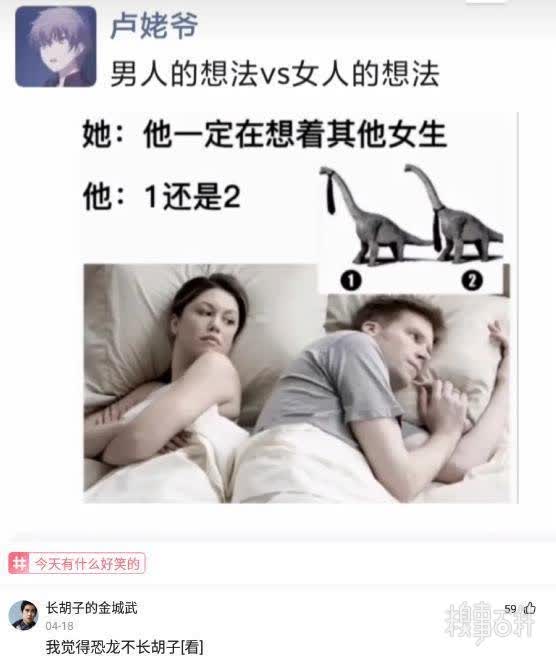 卢姥爷
男人的想法vs女人的想法
她：他一定在想着其他女生
他：1还是2
1
2
今天有什么好笑的
长胡子的金城武
59
04-18
我觉得恐龙不长胡子[看]
糗事百科